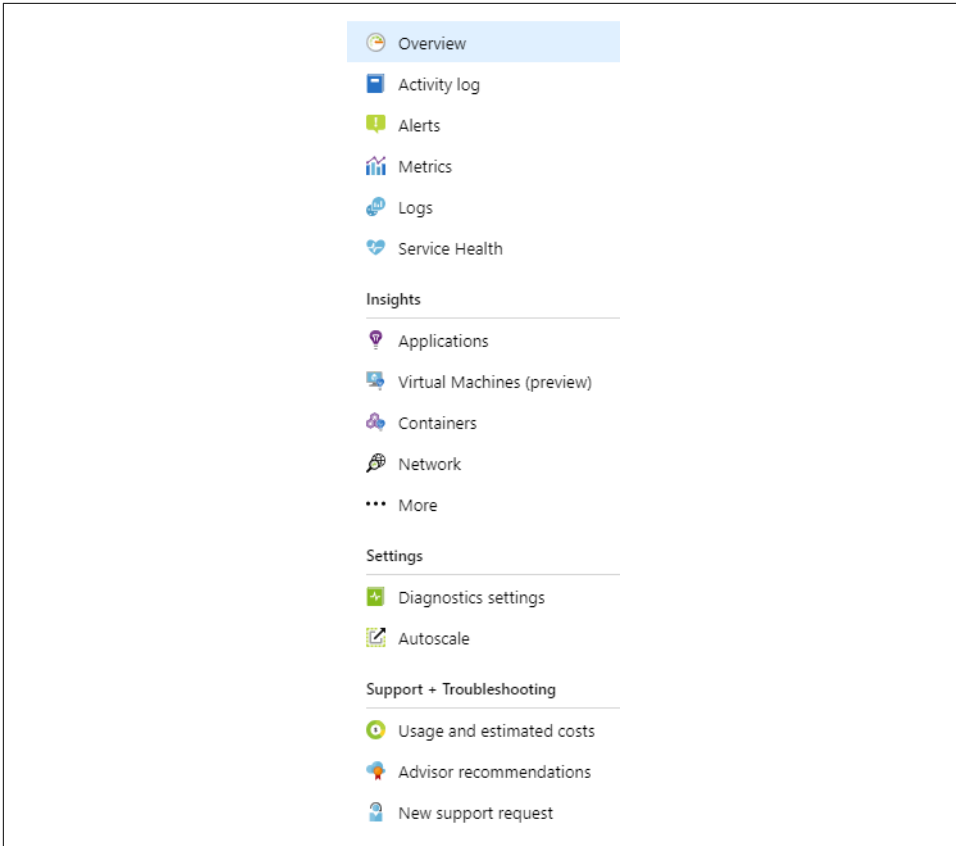 Overview
Activity log
Alerts
Metrics
Logs
Service Health
Insights
Applications
Virtual Machines (preview)
Containers
Network
More
Settings
Diagnostics settings
Autoscale
Support + Troubleshooting
Usage and estimated costs
Advisor recommendations
New support request